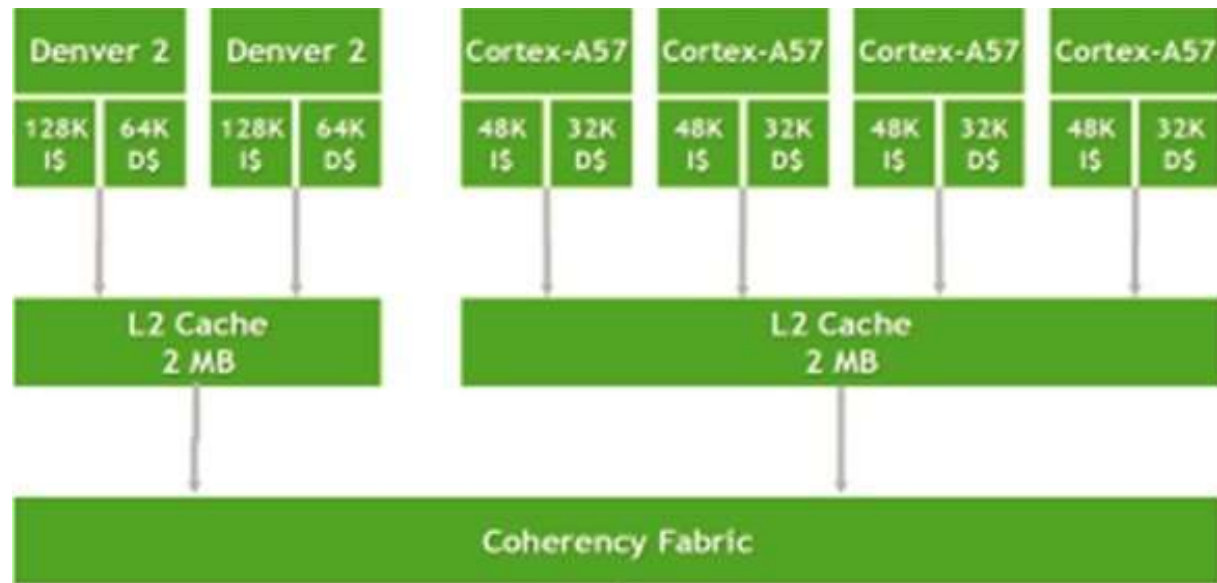 Denver 2 Denver 2 Cortex-A57 Cortex-A57 Cortex-A57 Cortex-A57
128K 64K 128K 64K 48K 32K 48K 32K 48K 32K 48K 32K
I$ D$ I$ D$ I$ D$ I$ D$ I$ D$ I$ D$
L2 Cache L2 Cache
2 MB 2 MB
Coherency Fabric